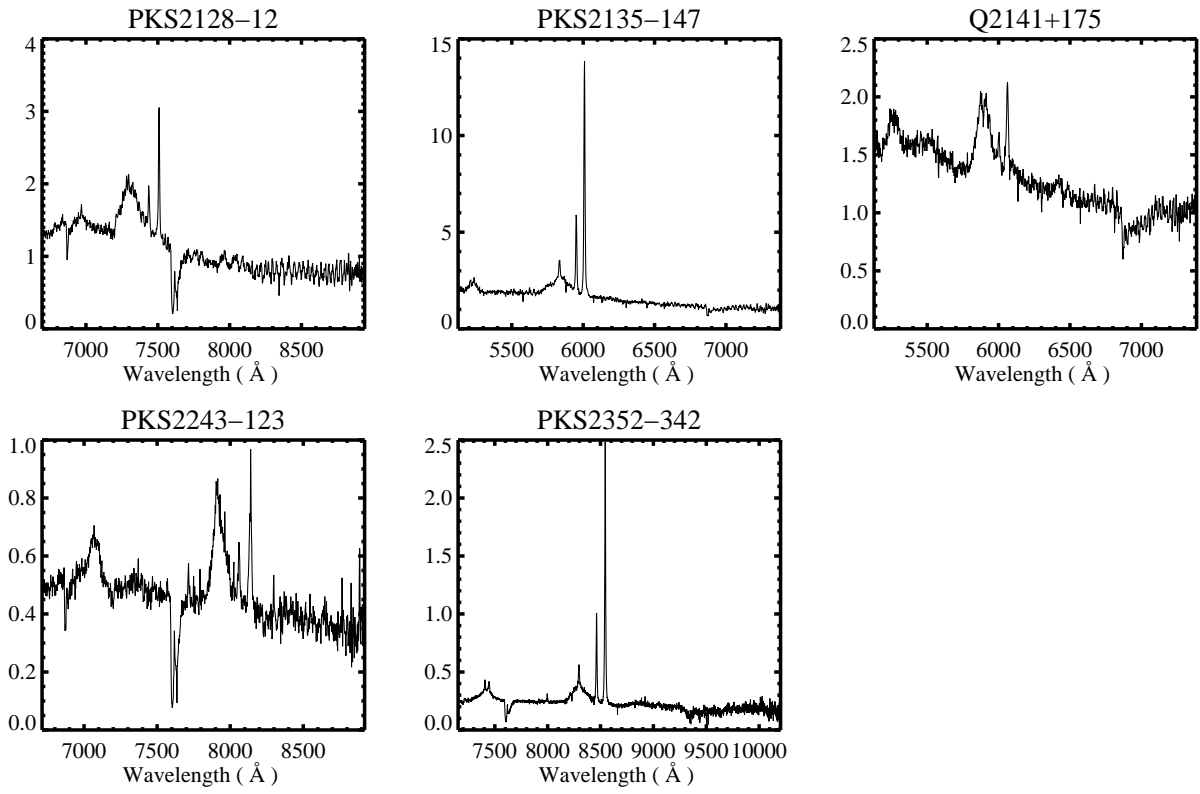 PKS2128−12
4
3
2
1
0
7000 7500 8000 8500
Wavelength ( Å )
PKS2135−147
15
10
5
0
5500 6000 6500 7000
Wavelength ( Å )
Q2141+175
2.5
2.0
1.5
1.0
0.5
0.0
5500 6000 6500 7000
Wavelength ( Å )
PKS2243−123
1.0
0.8
0.6
0.4
0.2
0.0
7000 7500 8000 8500
Wavelength ( Å )
PKS2352−342
2.5
2.0
1.5
1.0
0.5
0.0
7500 8000 8500 9000 9500 10000
Wavelength ( Å )